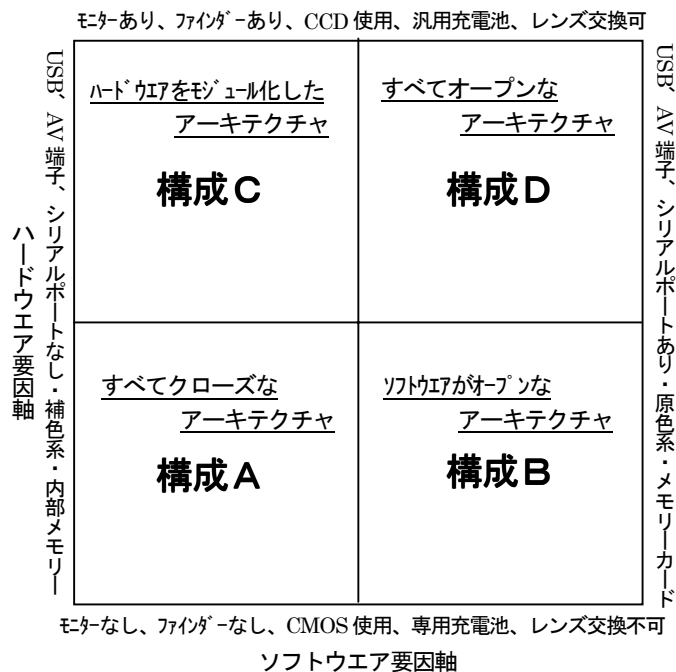 ﾓﾆﾀｰあり、ﾌｧｲﾝﾀﾞｰあり、CCD 使用、汎用充電池、レンズ交換可
ハードウエア要因軸
USB、AV 端子、シリアルポートなし・補色系・内部メモリー
ﾊｰﾄﾞｳｴｱをﾓｼﾞｭｰﾙ化した
アーキテクチャ
構成C
すべてオープンな
アーキテクチャ
構成D
すべてクローズな
アーキテクチャ
構成A
ｿﾌﾄｳｴｱがｵｰﾌﾟﾝな
アーキテクチャ
構成B
USB、AV 端子、シリアルポートあり・原色系・メモリーカード
ﾓﾆﾀｰなし、ﾌｧｲﾝﾀﾞｰなし、CMOS 使用、専用充電池、レンズ交換不可
ソフトウエア要因軸